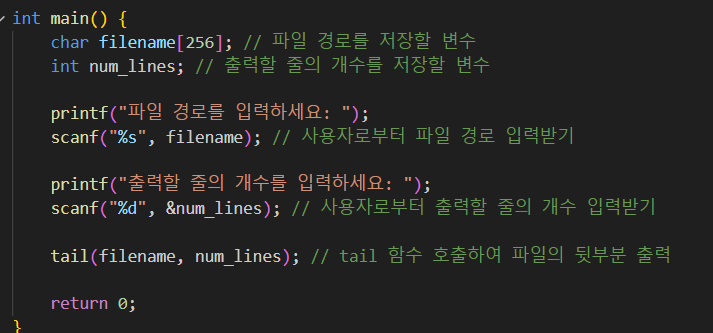 int main() {
char filename[256]; // 파일 경로를 저장할 변수
int num_lines; // 출력할 줄의 개수를 저장할 변수
printf("파일 경로를 입력하세요: ");
scanf("%s", filename); // 사용자로부터 파일 경로 입력받기
printf("출력할 줄의 개수를 입력하세요: ");
scanf("%d", &num_lines); // 사용자로부터 출력할 줄의 개수 입력받기
tail(filename, num_lines); // tail 함수 호출하여 파일의 뒷부분 출력
return 0;
}